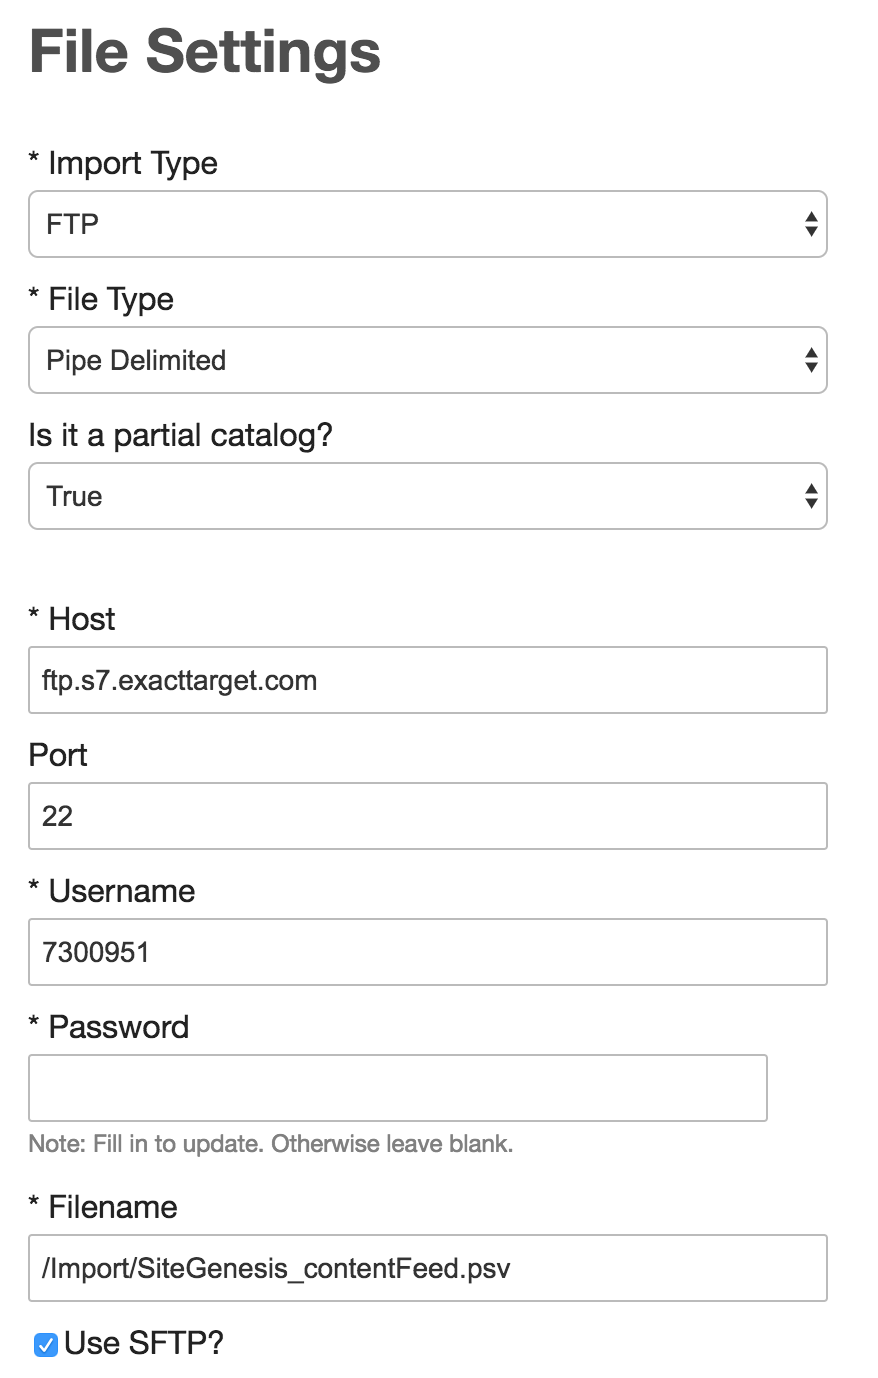 File Settings
* Import Type
FTP
* File Type
Pipe Delimited
Is it a partial catalog?
True
* Host
ftp.s7.exacttarget.com
Port
22
* Username
7300951
* Password
Note: Fill in to update. Otherwise leave blank.
* Filename
/Import/SiteGenesis_contentFeed.psv
Use SFTP?